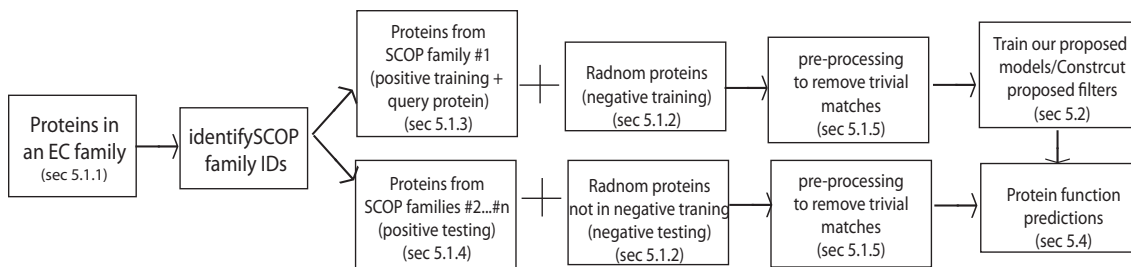 Proteins in
an EC family
(sec 5.1.1)
identifySCOP
family IDs
Proteins from
SCOP family #1
(positive training +
query protein)
(sec 5.1.3)
Radnom proteins
(negative training)
(sec 5.1.2)
pre-processing
to remove trivial
matches
(sec 5.1.5)
Train our proposed
models/Constrcut
proposed filters
(sec 5.2)
Proteins from
SCOP families #2...#n
(positive testing)
(sec 5.1.4)
Radnom proteins
not in negative traning
(negative testing)
(sec 5.1.2)
pre-processing
to remove trivial
matches
(sec 5.1.5)
Protein function
predictions
(sec 5.4)